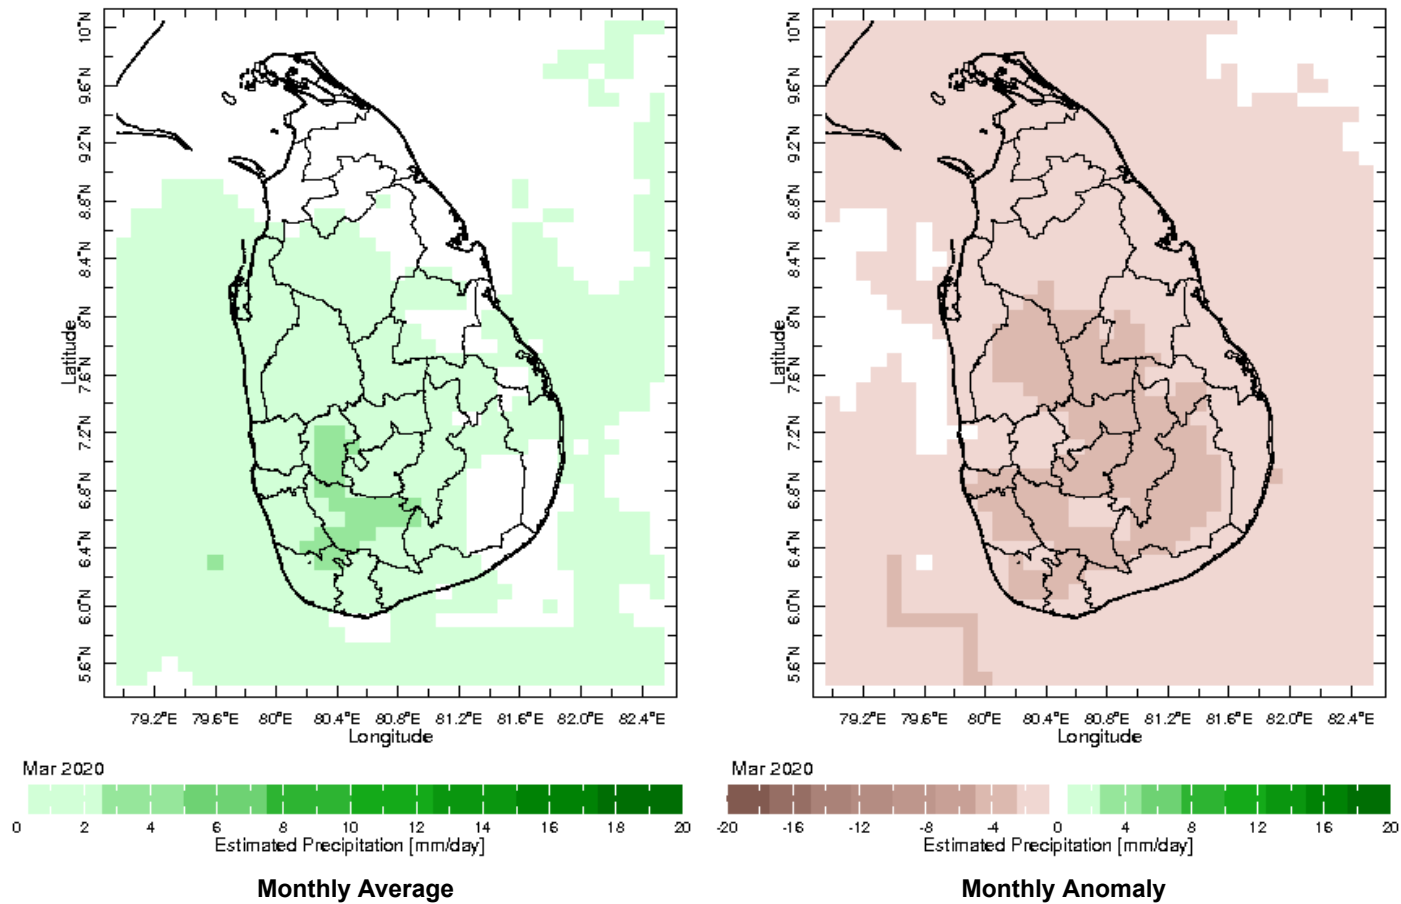 10°N
9.6°N
9.2°N
8.8°N
8.4°N
8°N
7.6°N
7.2°N
6.8°N
6.4°N
6.0°N
5.6°N
Latitude
79.2°E 79.6°E 80°E 80.4°E 80.8°E 81.2°E 81.6°E 82.0°E 82.4°E
Longitude
Mar 2020
0 2 4 6 8 10 12 14 16 20
Estimated Precipitation [mm/day]
Monthly Average
10°N
9.6°N
9.2°N
8.8°N
8.4°N
8°N
7.6°N
7.2°N
6.8°N
6.4°N
6.0°N
5.6°N
Latitude
79.2°E 79.6°E 80°E 80.4°E 80.8°E 81.2°E 81.6°E 82.0°E 82.4°E
Longitude
Mar 2020
-20 -16 -12 -8 -4 0 4 8 12 16 20
Estimated Precipitation [mm/day]
Monthly Anomaly